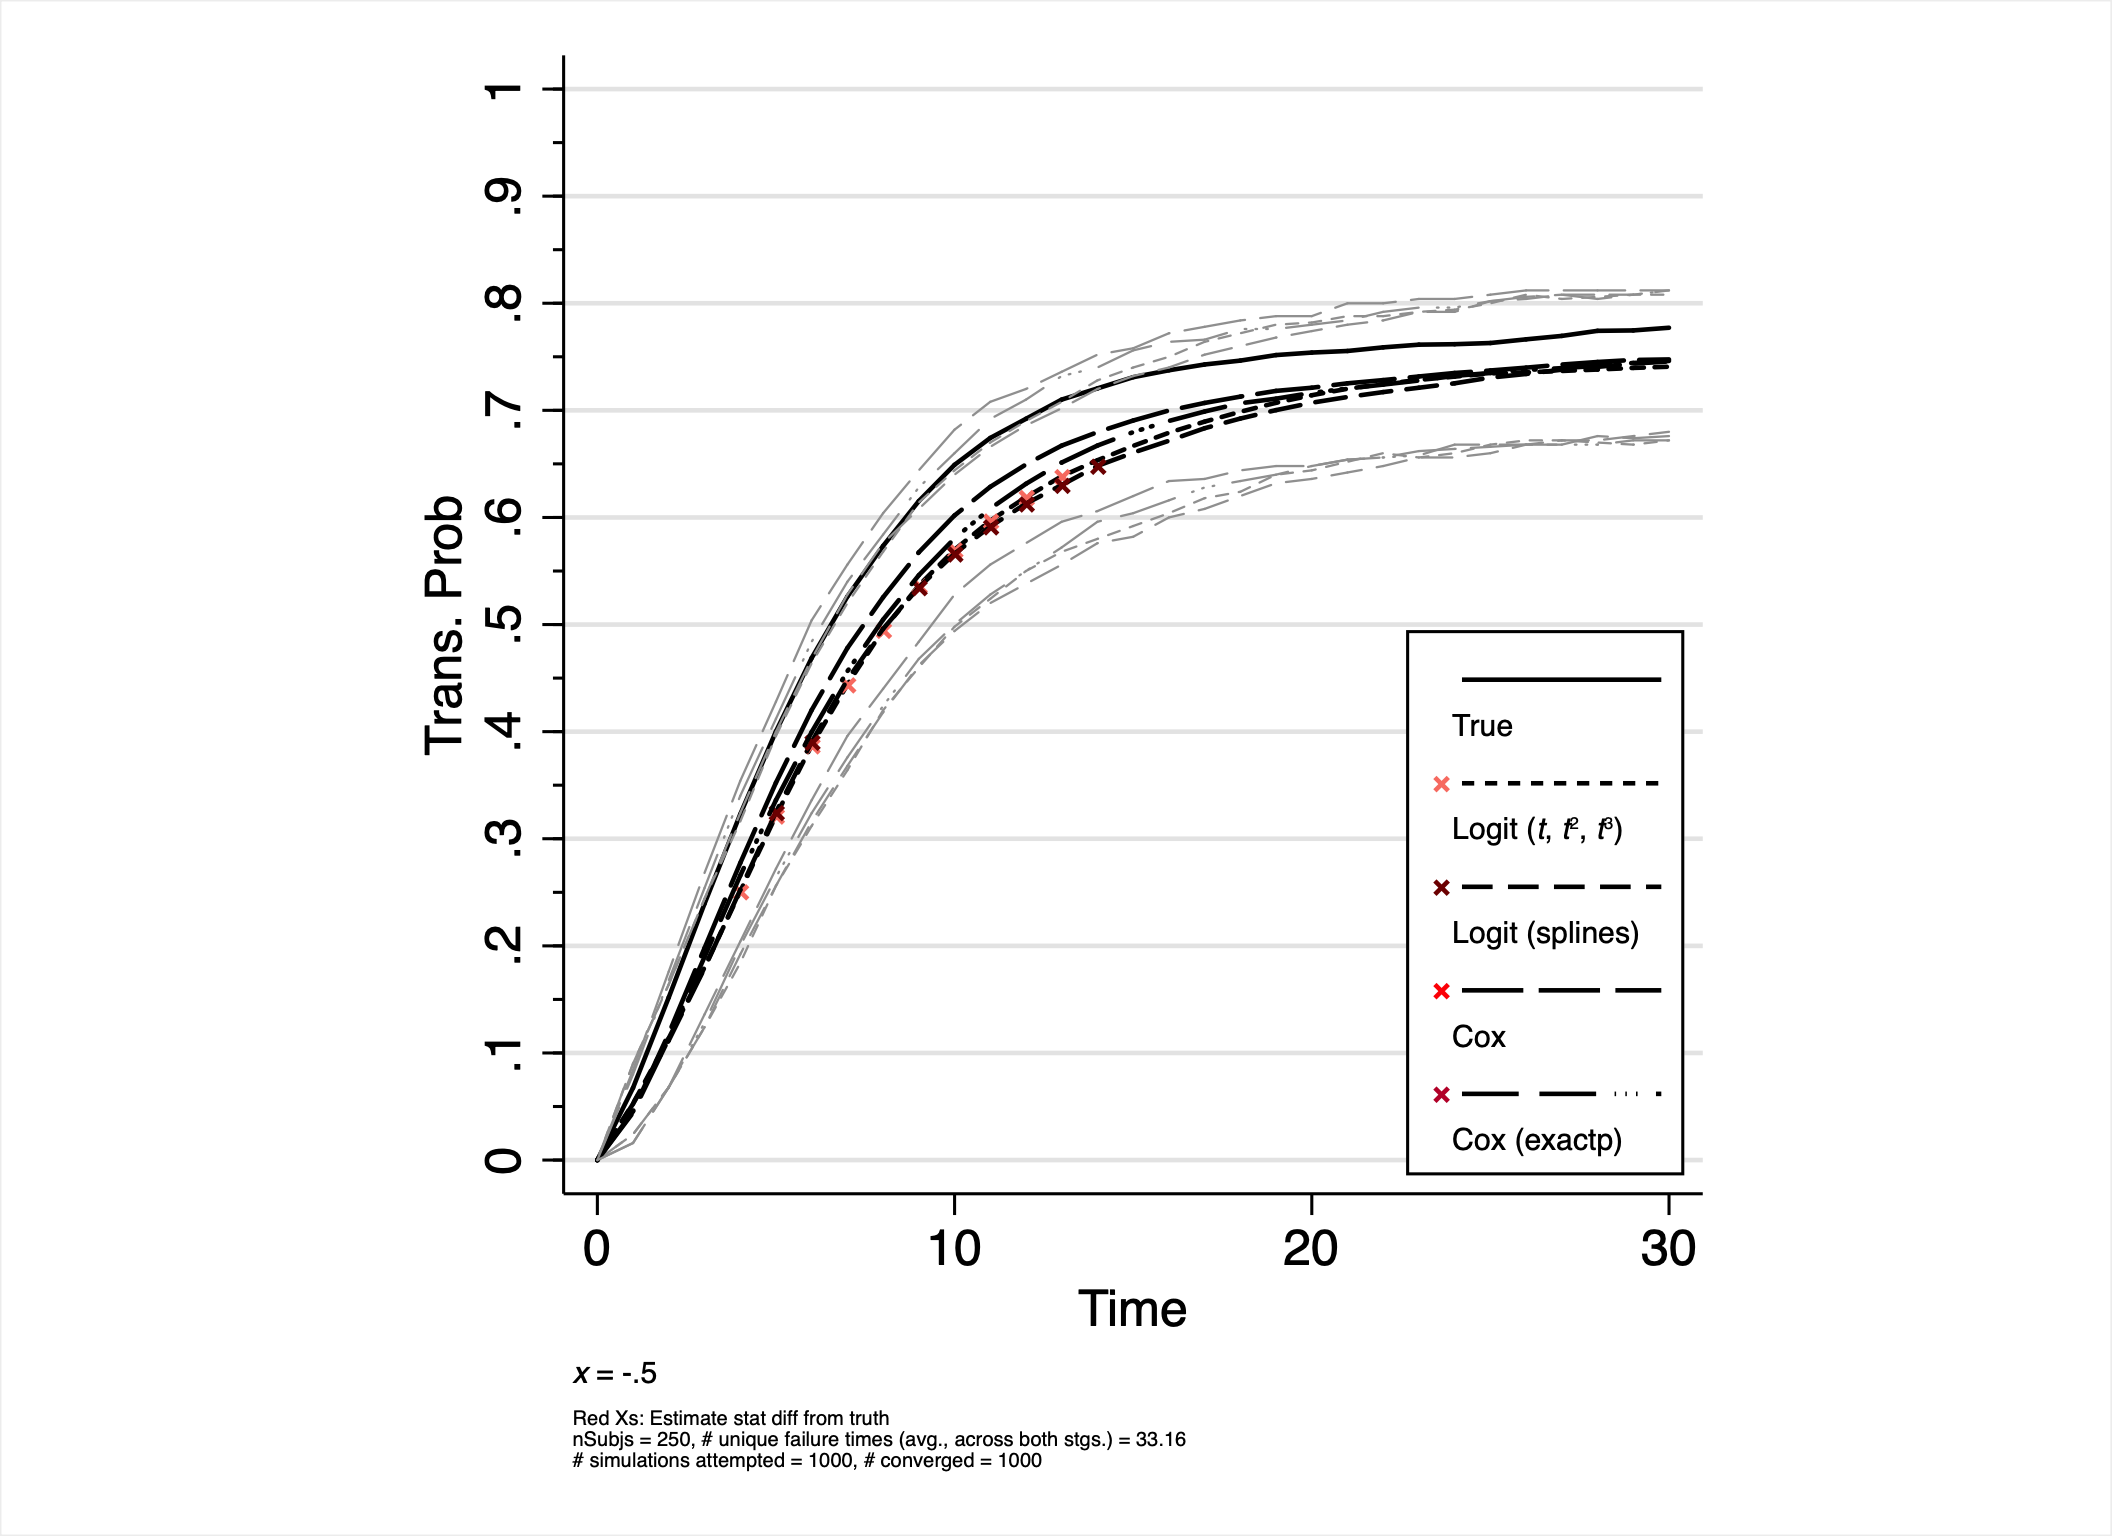 1
.9
.8
.7
.6
.5
.4
.3
.2
.1
0
Trans. Prob
True
Logit (t, t², t³)
Logit (splines)
Cox
Cox (exactp)
0 10 20 30
Time
x = -.5
Red Xs: Estimate stat diff from truth
nSubjs = 250, # unique failure times (avg., across both stgs.) = 33.16
# simulations attempted = 1000, # converged = 1000